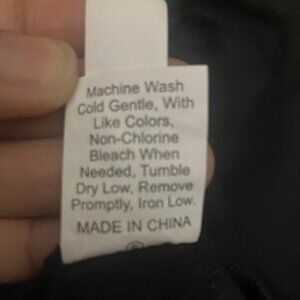 Machine Wash
Cold Gentle, With
Like Colors,
Non-Chlorine
Bleach When
Needed, Tumble
Dry Low, Remove
Promptly, Iron Low.
MADE IN CHINA